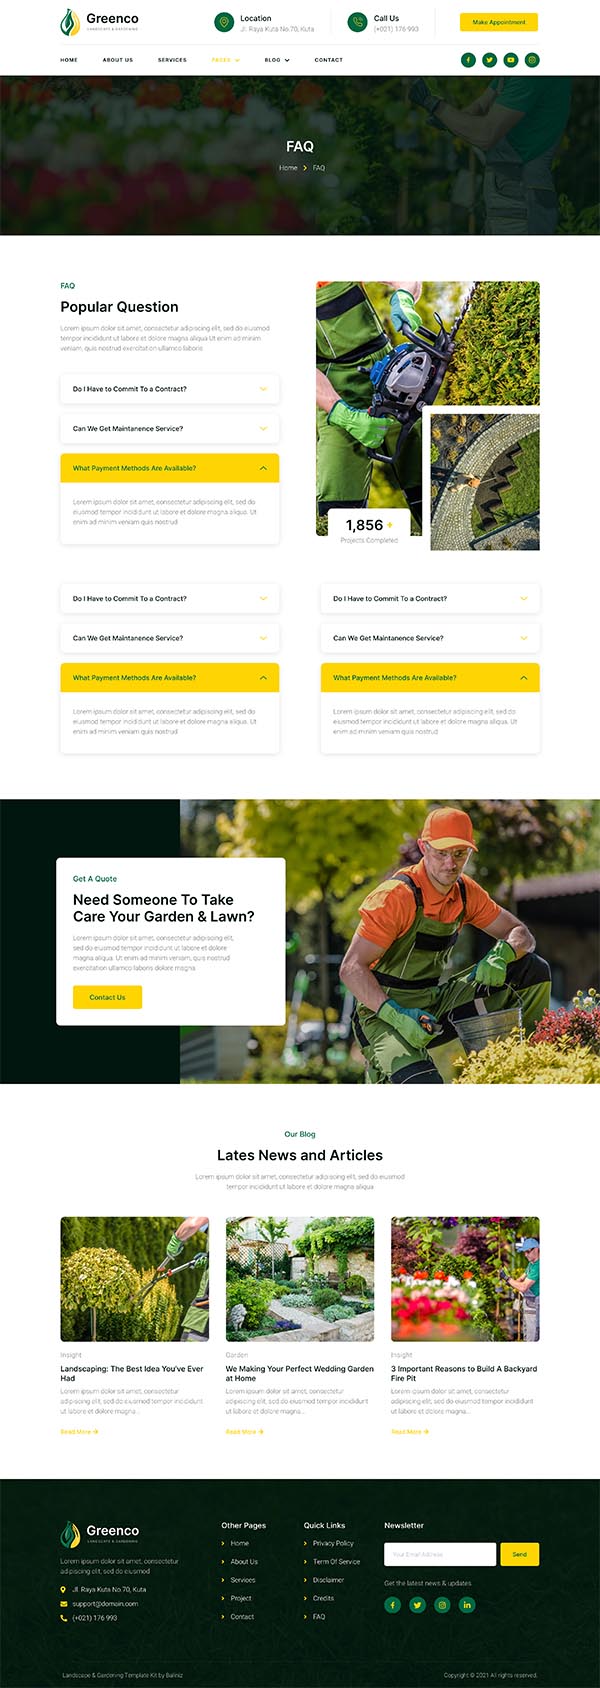 Greenco
LANDSCAPE & GARDENING
Location
Jl. Raya Kuta No.70, Kuta
Call Us
(+021) 176 993
Make Appointment
HOME
ABOUT US
SERVICES
PAGES
BLOG
CONTACT
FAQ
Home
FAQ
FAQ
Popular Question
Lorem ipsum dolor sit amet, consectetur adipiscing elit, sed do eiusmod
tempor incididunt ut labore et dolore magna aliqua Ut enim ad minim
veniam, quis nostrud exercitation ullamco laboris
Do I Have to Commit To a Contract?
Can We Get Maintanence Service?
What Payment Methods Are Available?
Lorem ipsum dolor sit amet, consectetur adipiscing elit, sed do
eiusmod tempor incididunt ut labore et dolore magna aliqua. Ut
enim ad minim veniam quis nostrud
1,856 +
Projects Completed
Do I Have to Commit To a Contract?
Can We Get Maintanence Service?
What Payment Methods Are Available?
Lorem ipsum dolor sit amet, consectetur adipiscing elit, sed do
eiusmod tempor incididunt ut labore et dolore magna aliqua. Ut
enim ad minim veniam quis nostrud
Do I Have to Commit To a Contract?
Can We Get Maintanence Service?
What Payment Methods Are Available?
Lorem ipsum dolor sit amet, consectetur adipiscing elit, sed do
eiusmod tempor incididunt ut labore et dolore magna aliqua. Ut
enim ad minim veniam quis nostrud
Get A Quote
Need Someone To Take
Care Your Garden & Lawn?
Lorem ipsum dolor sit amet, consectetur adipiscing elit,
sed do eiusmod tempor incididunt ut labore et dolore
magna aliqua. Ut enim ad minim veniam quis nostrud
exercitation ullamco laboris dolore magna
Contact Us
Our Blog
Lates News and Articles
Lorem ipsum dolor sit amet, consectetur adipiscing elit, sed do eiusmod
tempor incididunt ut labore et dolore magna aliqua
Insight
Landscaping: The Best Idea You've Ever
Had
Lorem ipsum dolor sit amet, consectetur
adipiscing elit, sed do eiusmod tempor incididunt
ut labore et dolore magna...
Read More
Garden
We Making Your Perfect Wedding Garden
at Home
Lorem ipsum dolor sit amet, consectetur
adipiscing elit, sed do eiusmod tempor incididunt
ut labore et dolore magna...
Read More
Insight
3 Important Reasons to Build A Backyard
Fire Pit
Lorem ipsum dolor sit amet, consectetur
adipiscing elit, sed do eiusmod tempor incididunt
ut labore et dolore magna...
Read More
Greenco
LANDSCAPE & GARDENING
Lorem ipsum dolor sit amet, consectetur
adipiscing elit, sed do eiusmod
Jl. Raya Kuta No.70, Kuta
support@domain.com
(+021) 176 993
Other Pages
Home
About Us
Services
Project
Contact
Quick Links
Privacy Policy
Term Of Service
Disclaimer
Credits
FAQ
Newsletter
Your Email Address
Send
Get the latest news & updates
Landscape & Gardening Template Kit by Baliniz
Copyright © 2021 All rights reserved.